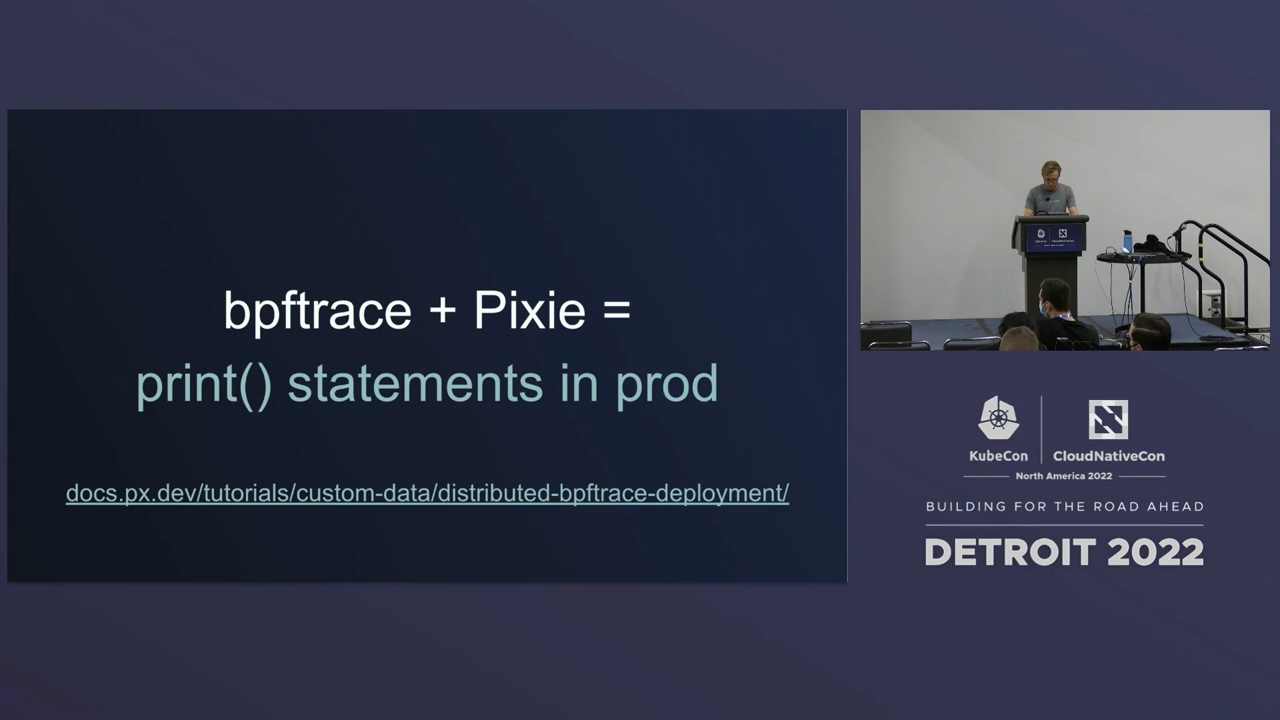 bpftrace + Pixie =
print() statements in prod
docs.px.dev/tutorials/custom-data/distributed-bpftrace-deployment/
KubeCon
CloudNativeCon
North America 2022
BUILDING FOR THE ROAD AHEAD
DETROIT 2022